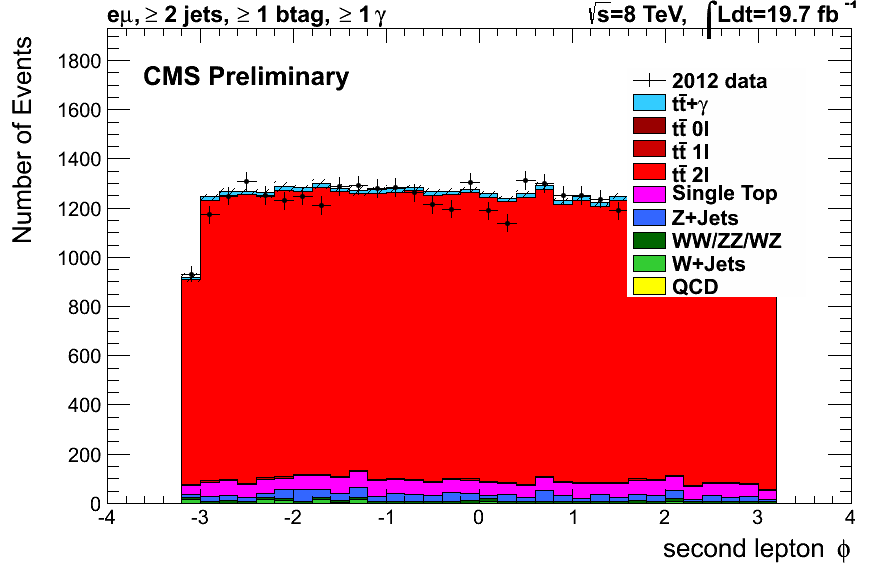 eμ, ≥ 2 jets, ≥ 1 btag, ≥ 1 γ √s=8 TeV, ∫Ldt=19.7 fb⁻¹
CMS Preliminary
2012 data
tt̄+γ
tt̄ 0l
tt̄ 1l
tt̄ 2l
Single Top
Z+Jets
WW/ZZ/WZ
W+Jets
QCD
Number of Events
1800
1600
1400
1200
1000
800
600
400
200
0
-4 -3 -2 -1 0 1 2 3 4
second lepton ϕ